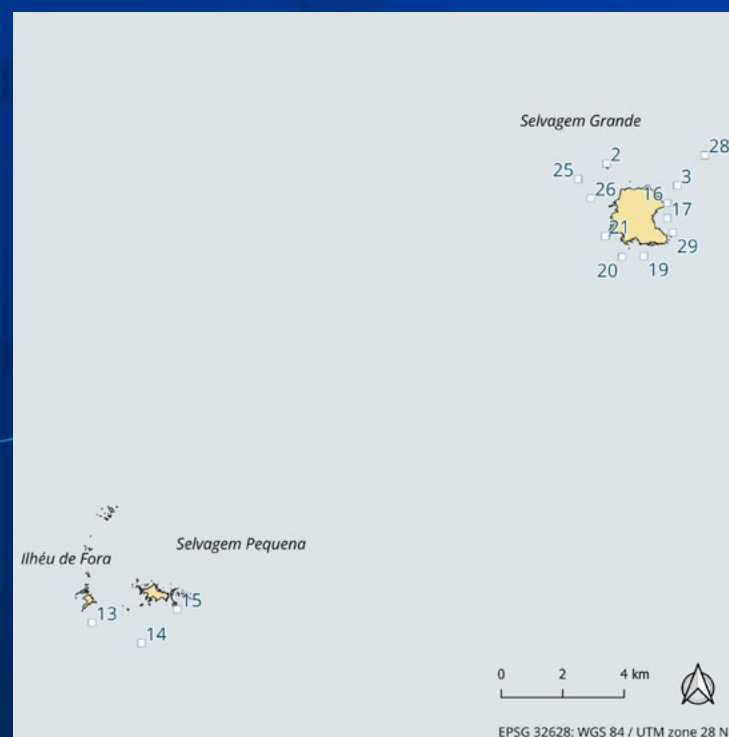 Selvagem Grande
2
28
25
3
26
16
17
21
29
20
19
Ilhéu de Fora
Selvagem Pequena
13
15
14
0 2 4 km
EPSG 32628: WGS 84 / UTM zone 28 N